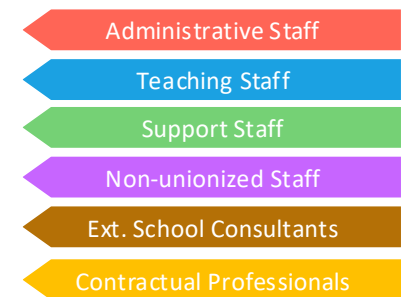 Administrative Staff
Teaching Staff
Support Staff
Non-unionized Staff
Ext. School Consultants
Contractual Professionals